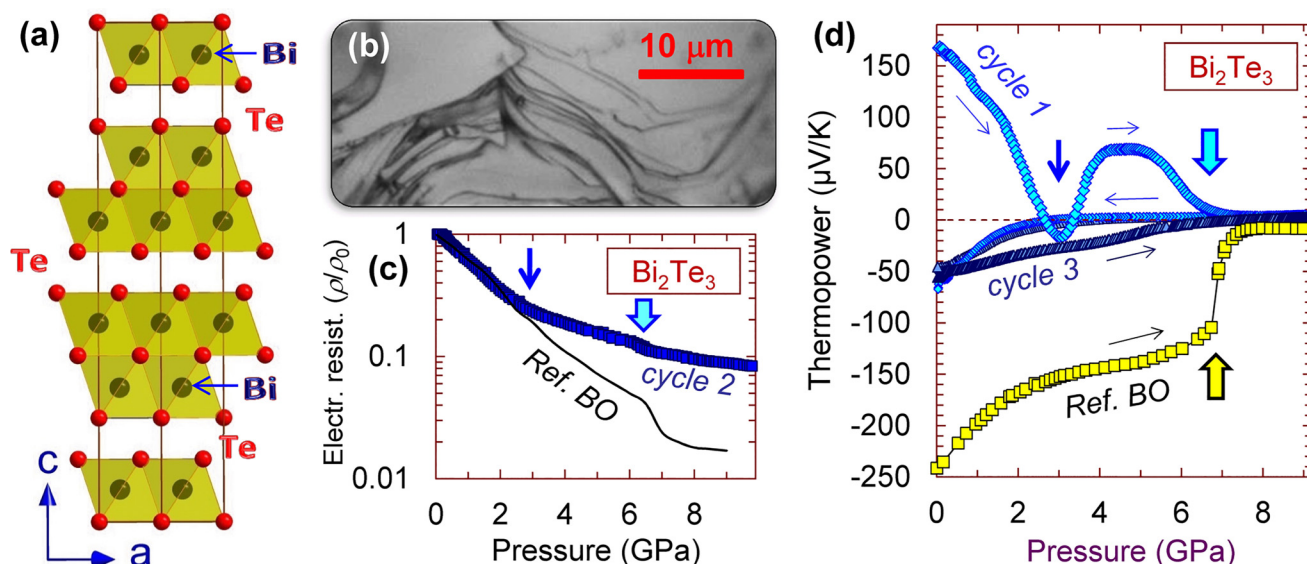 (a)
Bi
Te
Te
Bi
Te
c
a
(b)
10 μm
(c)
Bi₂Te₃
cycle 2
Ref. BO
Electr. resist. (ρ/ρ₀)
1
0.1
0.01
0 2 4 6 8
Pressure (GPa)
(d)
Bi₂Te₃
cycle 1
cycle 3
Ref. BO
Thermopower (μV/K)
150
100
50
0
-50
-100
-150
-200
-250
0 2 4 6 8
Pressure (GPa)